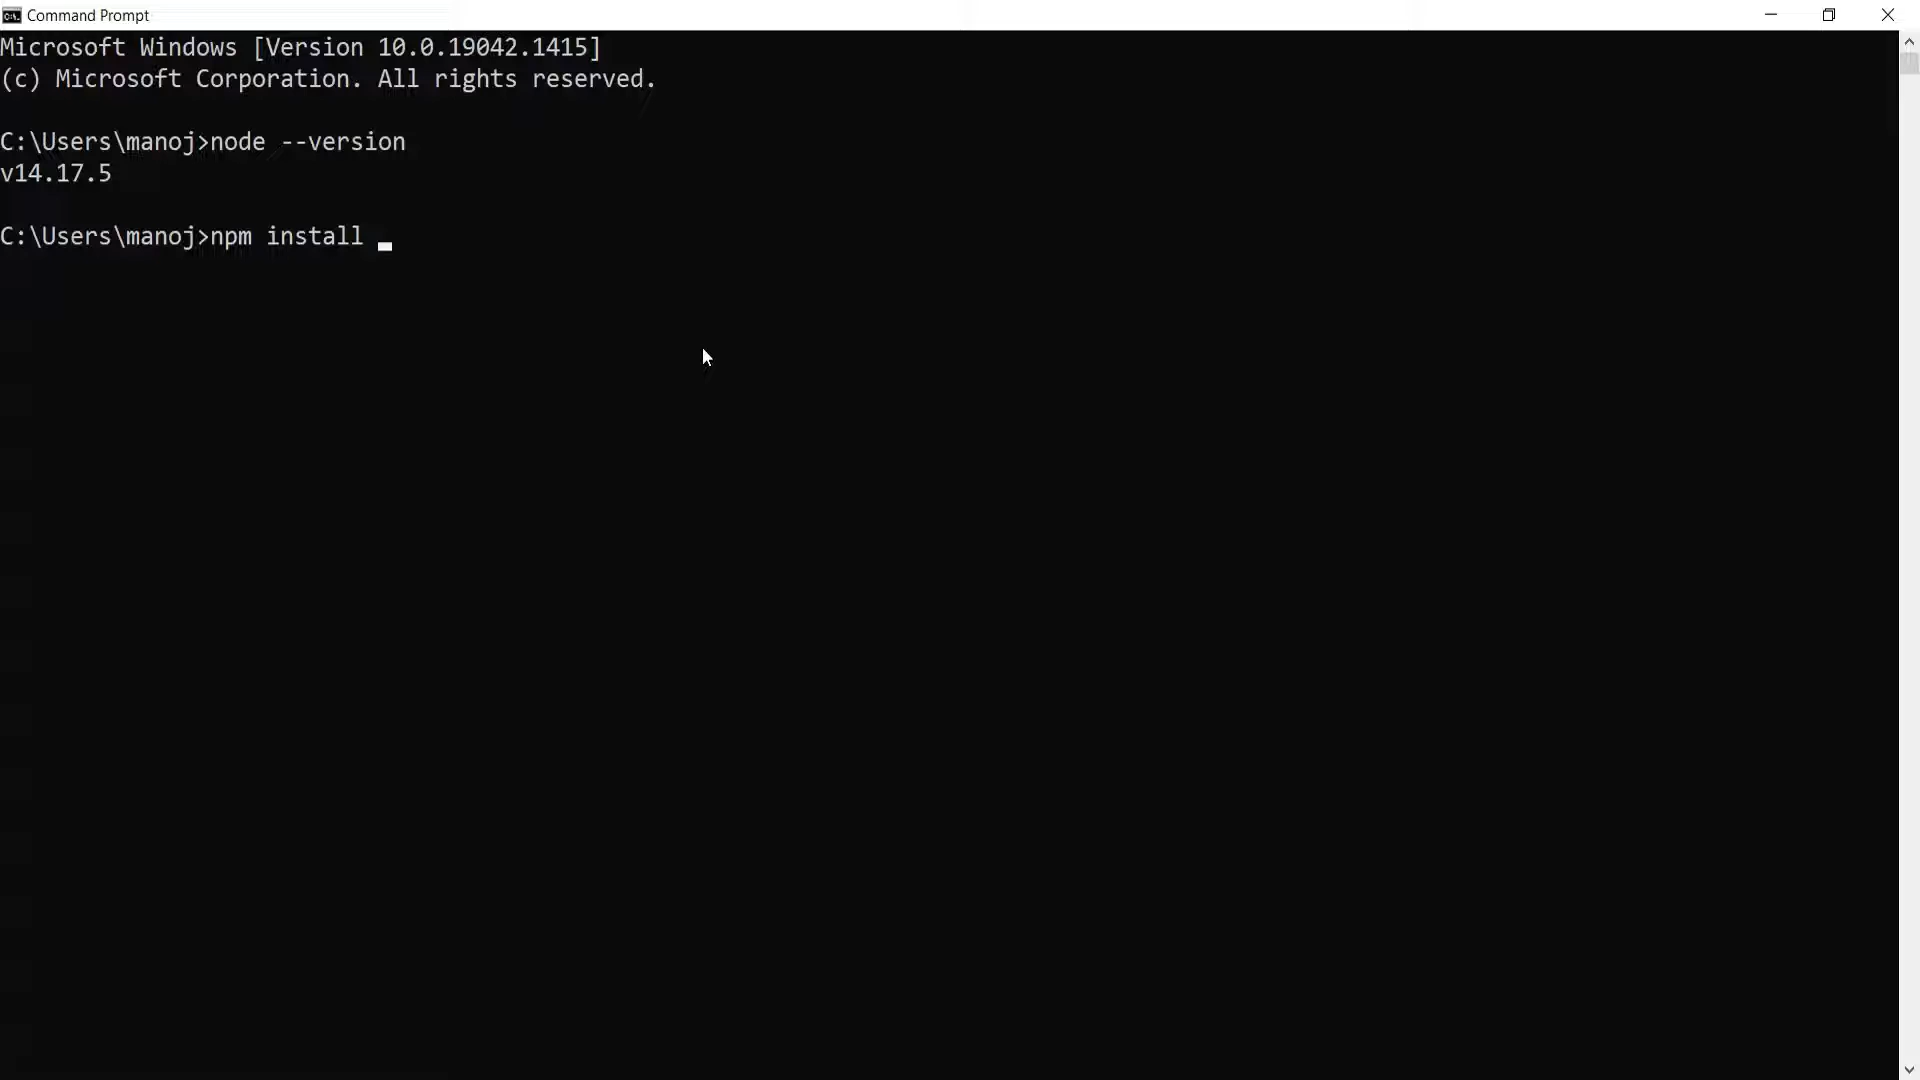 Command Prompt
Microsoft Windows [Version 10.0.19042.1415]
(c) Microsoft Corporation. All rights reserved.
C:\Users\manoj>node --version
v14.17.5
C:\Users\manoj>npm install